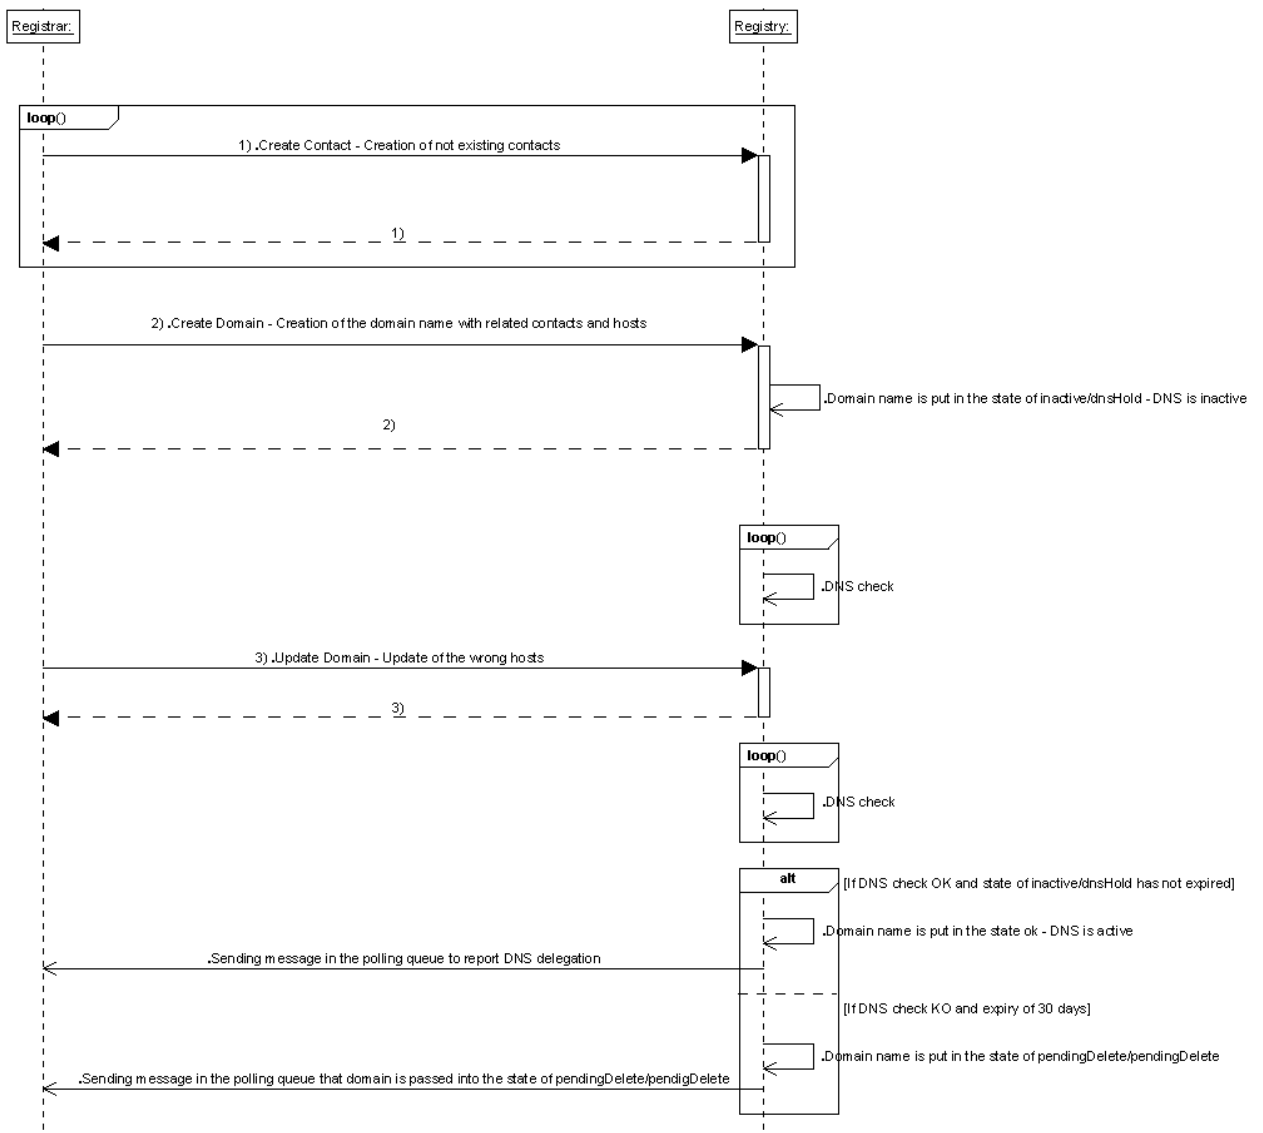 Registrar:
Registry:
loop()
1) .Create Contact - Creation of not existing contacts
1)
2) .Create Domain - Creation of the domain name with related contacts and hosts
.Domain name is put in the state of inactive/dnsHold - DNS is inactive
2)
loop()
.DNS check
3) .Update Domain - Update of the wrong hosts
3)
loop()
.DNS check
alt
[If DNS check OK and state of inactive/dnsHold has not expired]
.Domain name is put in the state ok - DNS is active
.Sending message in the polling queue to report DNS delegation
[If DNS check KO and expiry of 30 days]
.Domain name is put in the state of pendingDelete/pendingDelete
.Sending message in the polling queue that domain is passed into the state of pendingDelete/pendigDelete